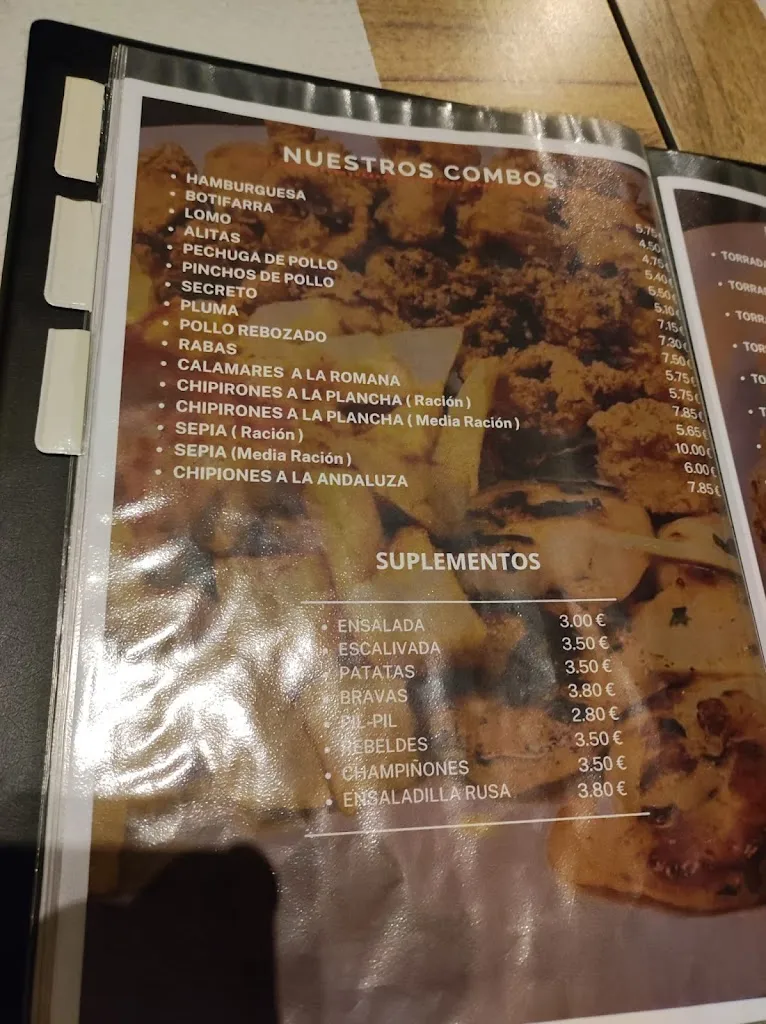 NUESTROS COMBOS
• HAMBURGUESA 5.75€
• BOTIFARRA 4.50€
• LOMO 4.75€
• ALITAS 5.40€
• PECHUGA DE POLLO 5.50€
• PINCHOS DE POLLO 5.10€
• SECRETO 7.15€
• PLUMA 7.30€
• POLLO REBOZADO 7.50€
• RABAS 5.75€
• CALAMARES A LA ROMANA 5.75€
• CHIPIRONES A LA PLANCHA ( Ración ) 7.85€
• CHIPIRONES A LA PLANCHA ( Media Ración ) 5.65€
• SEPIA ( Ración ) 10.00€
• SEPIA (Media Ración ) 6.00€
• CHIPIONES A LA ANDALUZA 7.85€
SUPLEMENTOS
• ENSALADA 3.00 €
• ESCALIVADA 3.50 €
• PATATAS 3.50 €
• BRAVAS 3.80 €
• PIL-PIL 2.80 €
• REBELDES 3.50 €
• CHAMPIÑONES 3.50 €
• ENSALADILLA RUSA 3.80 €
• TORRADA